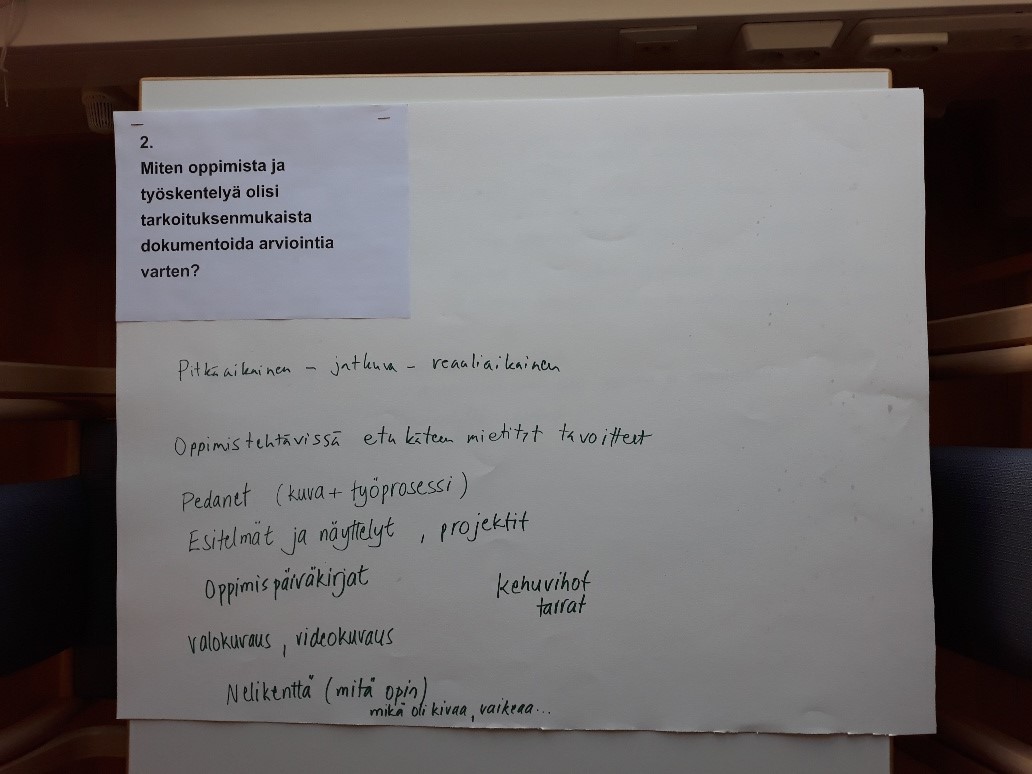 2.
Miten oppimista ja
työskentelyä olisi
tarkoituksenmukaista
dokumentoida arviointia
varten?
Pitkäaikainen – jatkuva – reaaliaikainen
Oppimistehtävissä etukäteen mietityt tavoitteet
Pedanet (kuva + työprosessi)
Esitelmät ja näyttelyt, projektit
Oppimispäiväkirjat
kehuvihot
tarrat
valokuvaus, videokuvaus
Nelikenttä (mitä opin)
mikä oli kivaa, vaikeaa...